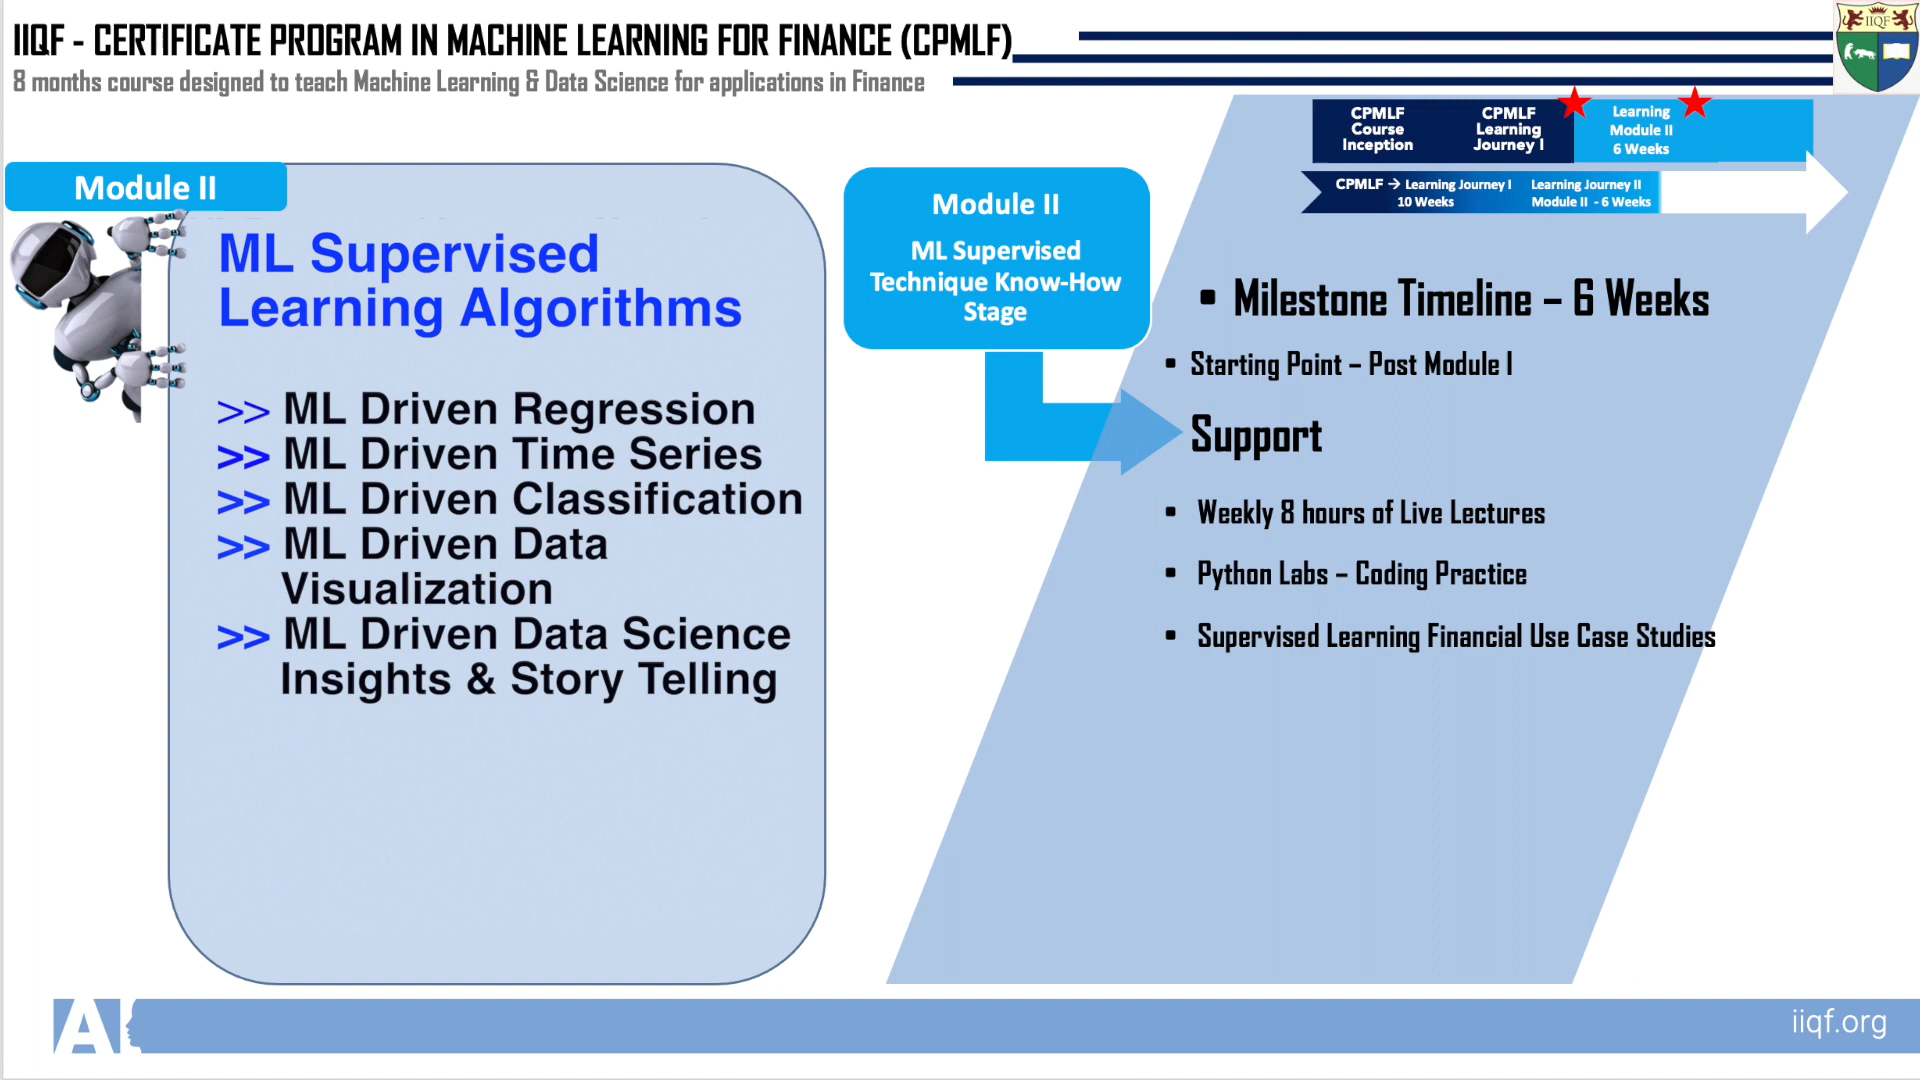 IIQF - CERTIFICATE PROGRAM IN MACHINE LEARNING FOR FINANCE (CPMLF)
8 months course designed to teach Machine Learning & Data Science for applications in Finance
IIQF
CPMLF
Course
Inception
CPMLF
Learning
Journey I
Learning
Module II
6 Weeks
CPMLF → Learning Journey I
10 Weeks
Learning Journey II
Module II - 6 Weeks
Module II
ML Supervised
Learning Algorithms
>> ML Driven Regression
>> ML Driven Time Series
>> ML Driven Classification
>> ML Driven Data
Visualization
>> ML Driven Data Science
Insights & Story Telling
Module II
ML Supervised
Technique Know-How
Stage
▪ Milestone Timeline – 6 Weeks
▪ Starting Point – Post Module I
Support
▪ Weekly 8 hours of Live Lectures
▪ Python Labs – Coding Practice
▪ Supervised Learning Financial Use Case Studies
AI
iiqf.org